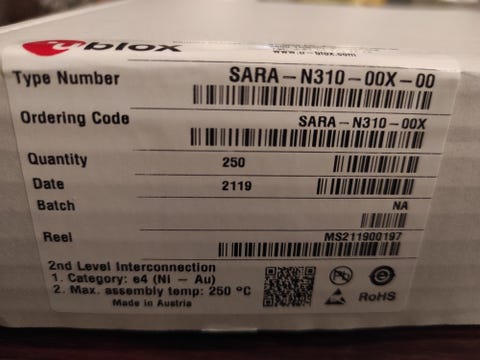 ublox
www.u-blox.com
Type Number SARA-N310-00X-00
Ordering Code SARA-N310-00X
Quantity 250
Date 2119
Batch NA
Reel MS211900197
2nd Level Interconnection
1. Category: e4 (Ni - Au)
2. Max. assembly temp: 250 °C
Made in Austria
e
RoHS